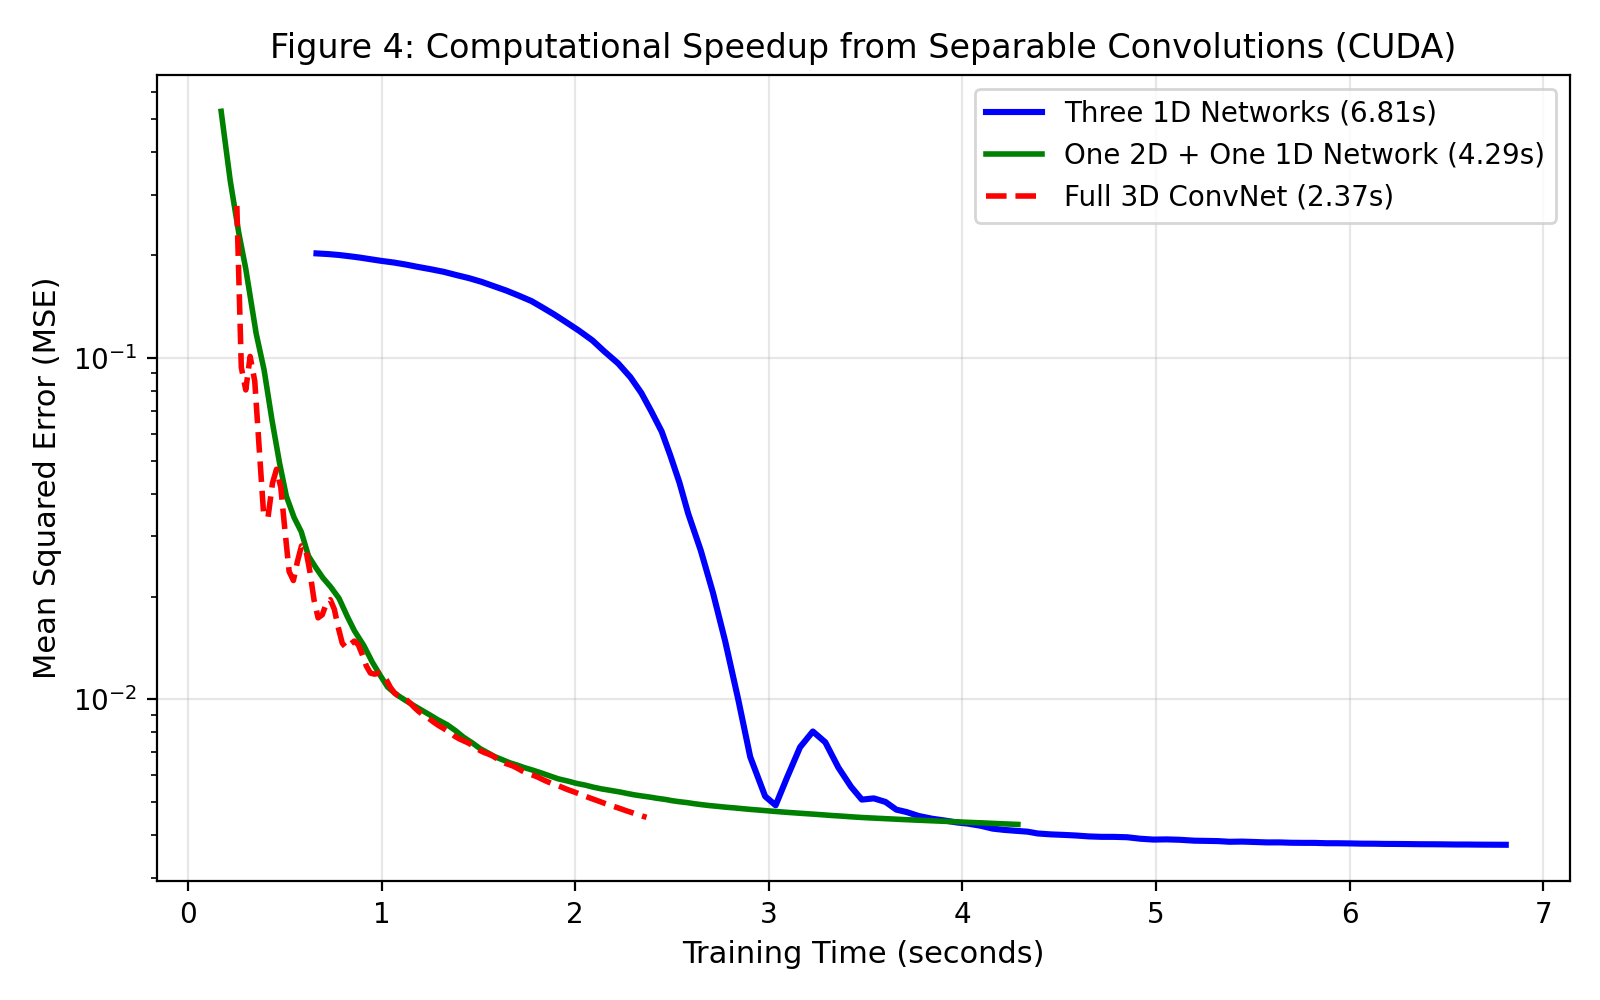 Figure 4: Computational Speedup from Separable Convolutions (CUDA)
Three 1D Networks (6.81s)
One 2D + One 1D Network (4.29s)
Full 3D ConvNet (2.37s)
Mean Squared Error (MSE)
10⁻¹
10⁻²
0 1 2 3 4 5 6 7
Training Time (seconds)